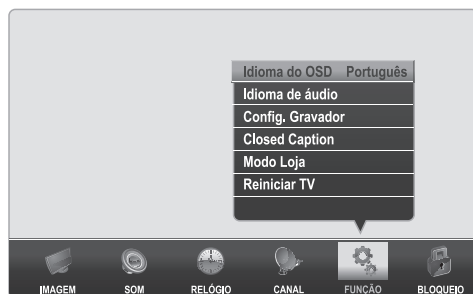 Idioma do OSD Português
Idioma de áudio
Config. Gravador
Closed Caption
Modo Loja
Reiniciar TV
IMAGEM SOM RELÓGIO CANAL FUNÇÃO BLOQUEIO